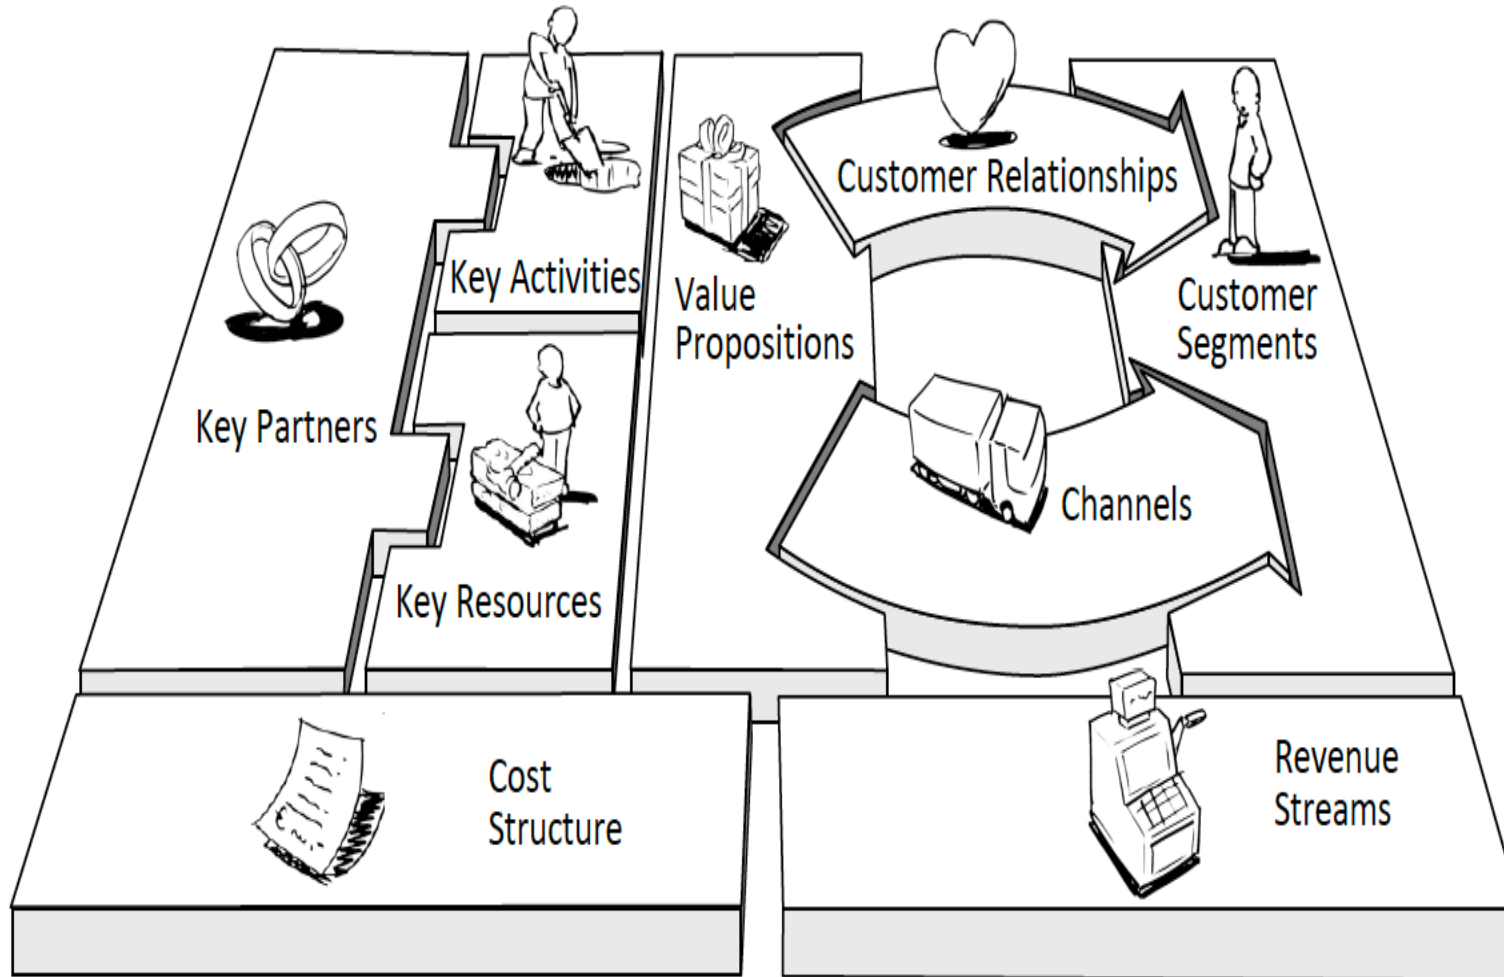 Customer Relationships
Key Activities
Value
Propositions
Customer
Segments
Key Partners
Channels
Key Resources
Cost
Structure
Revenue
Streams